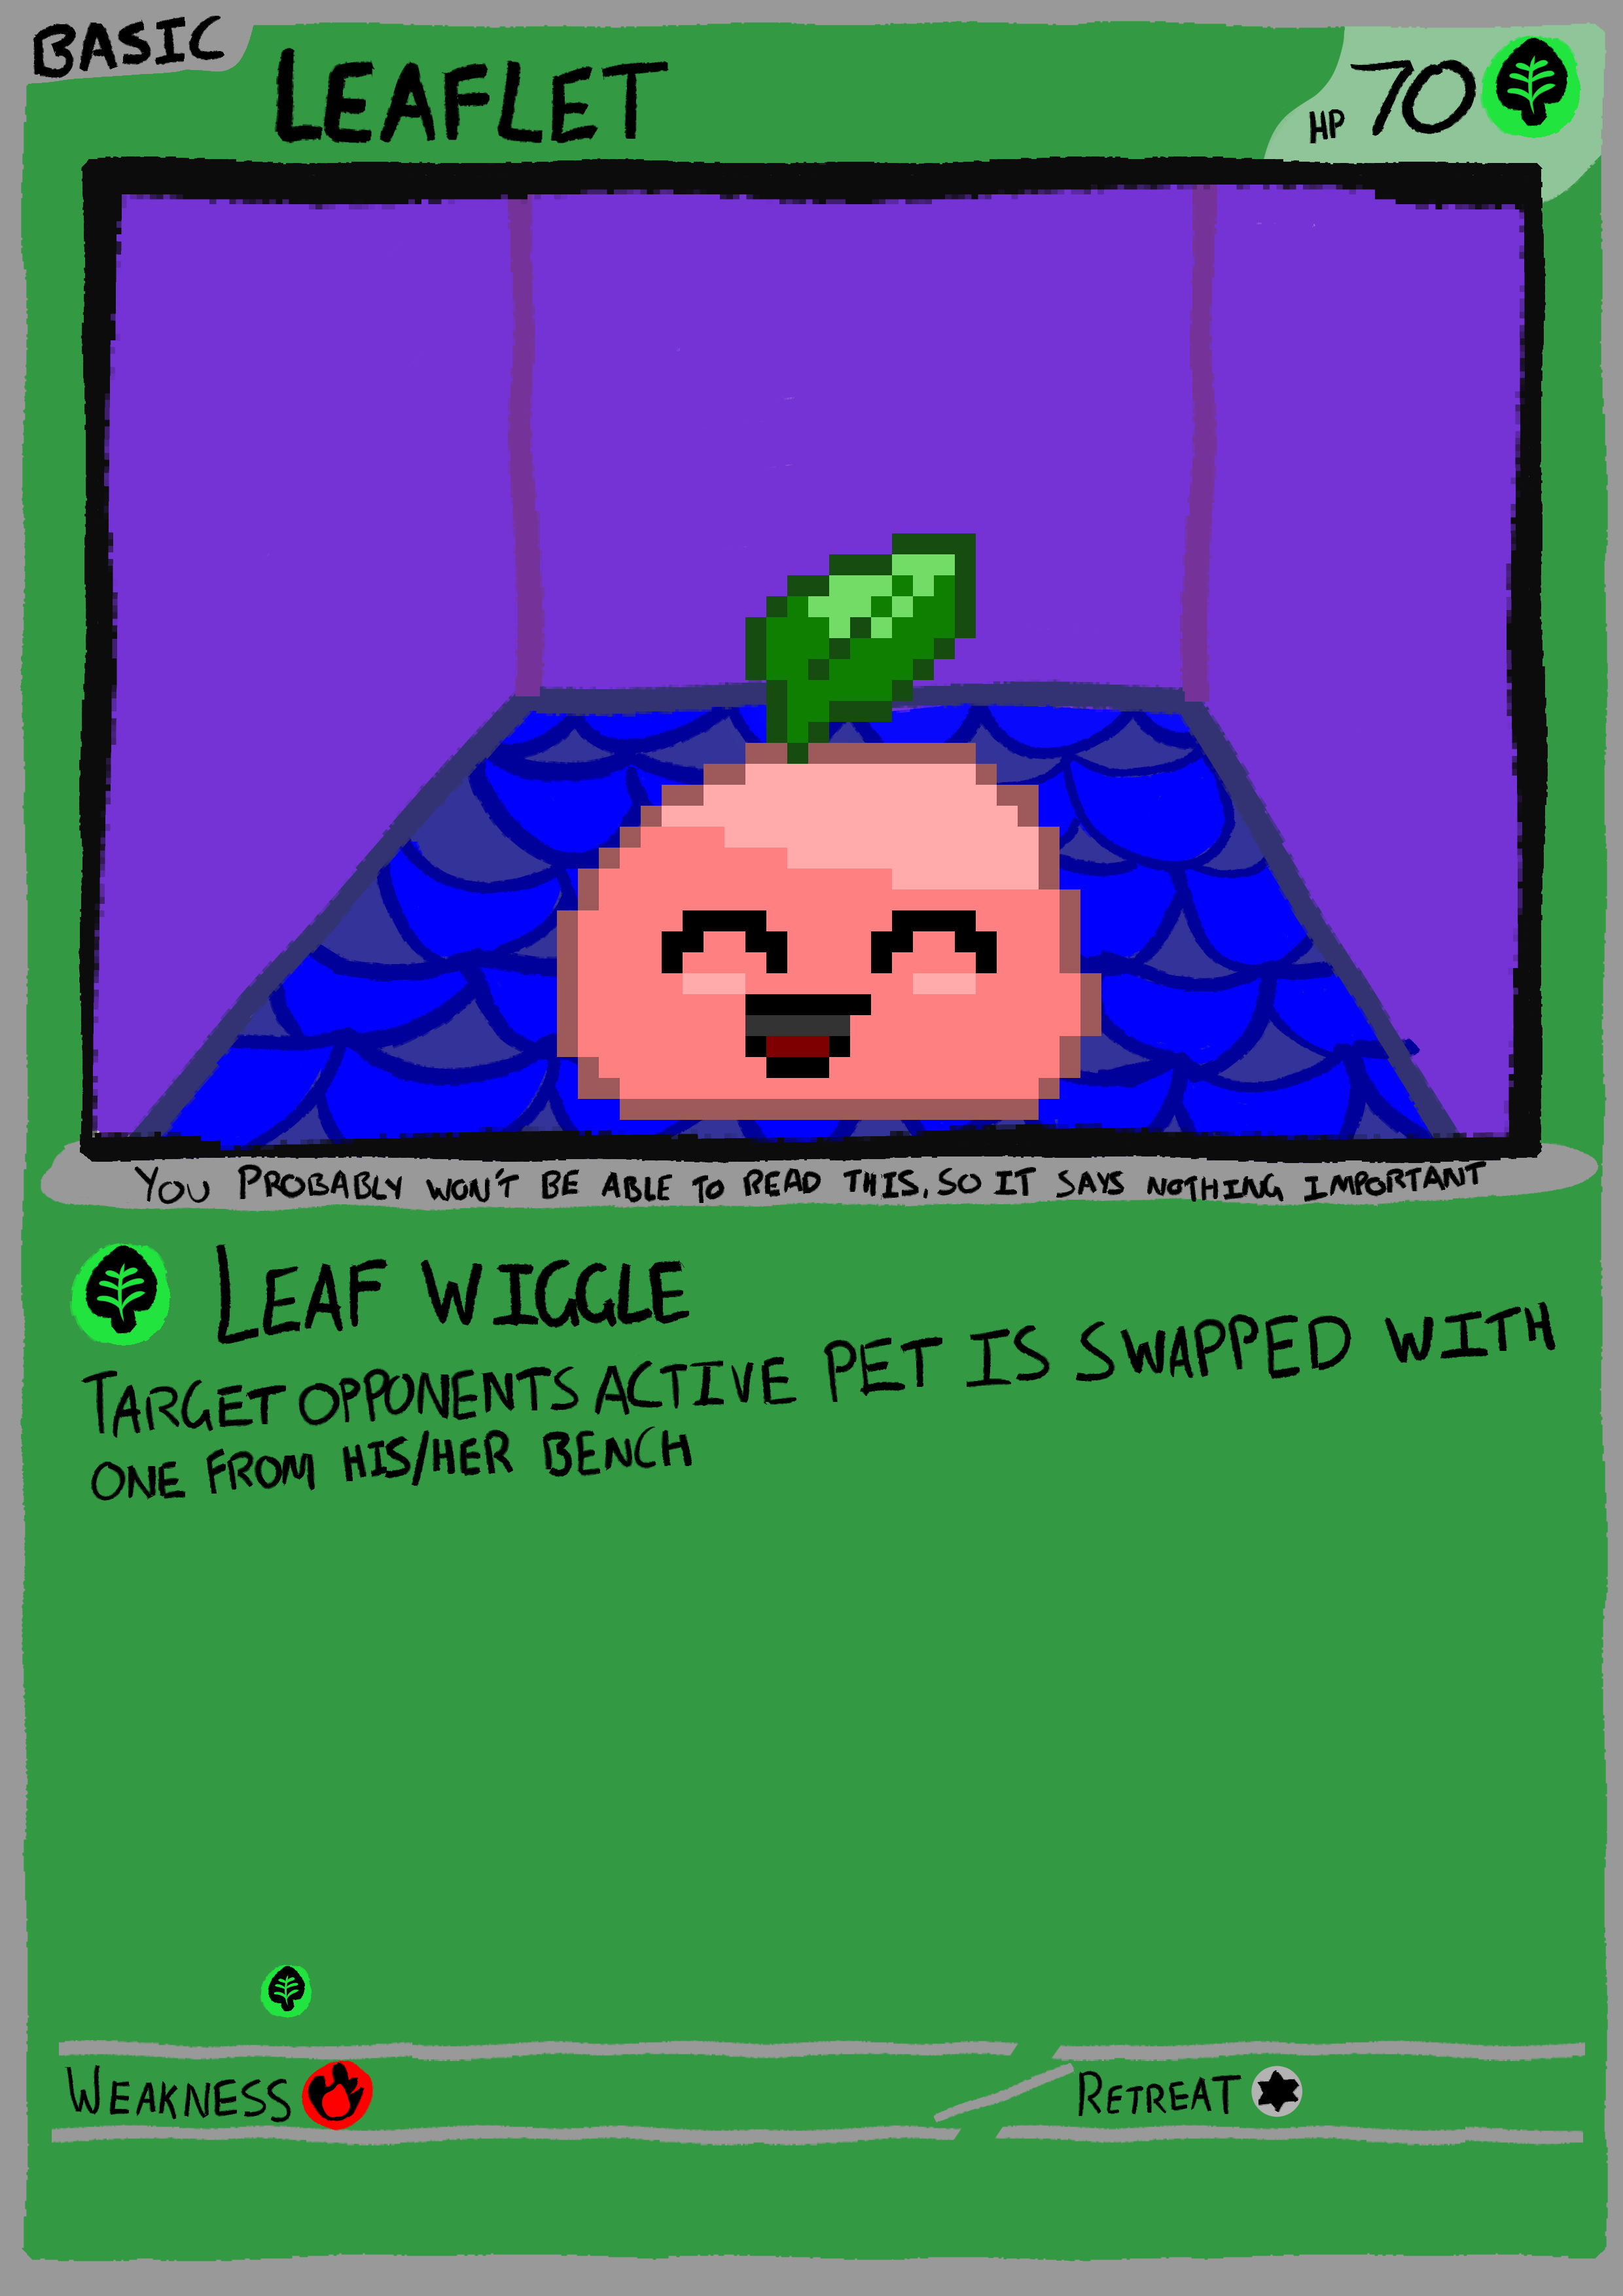 BASIC
LEAFLET
HP 70
YOU PROBABLY WON'T BE ABLE TO READ THIS, SO IT SAYS NOTHING IMPORTANT
LEAF WIGGLE
TARGET OPPONENTS ACTIVE PET IS SWAPPED WITH
ONE FROM HIS/HER BENCH
WEAKNESS
RETREAT